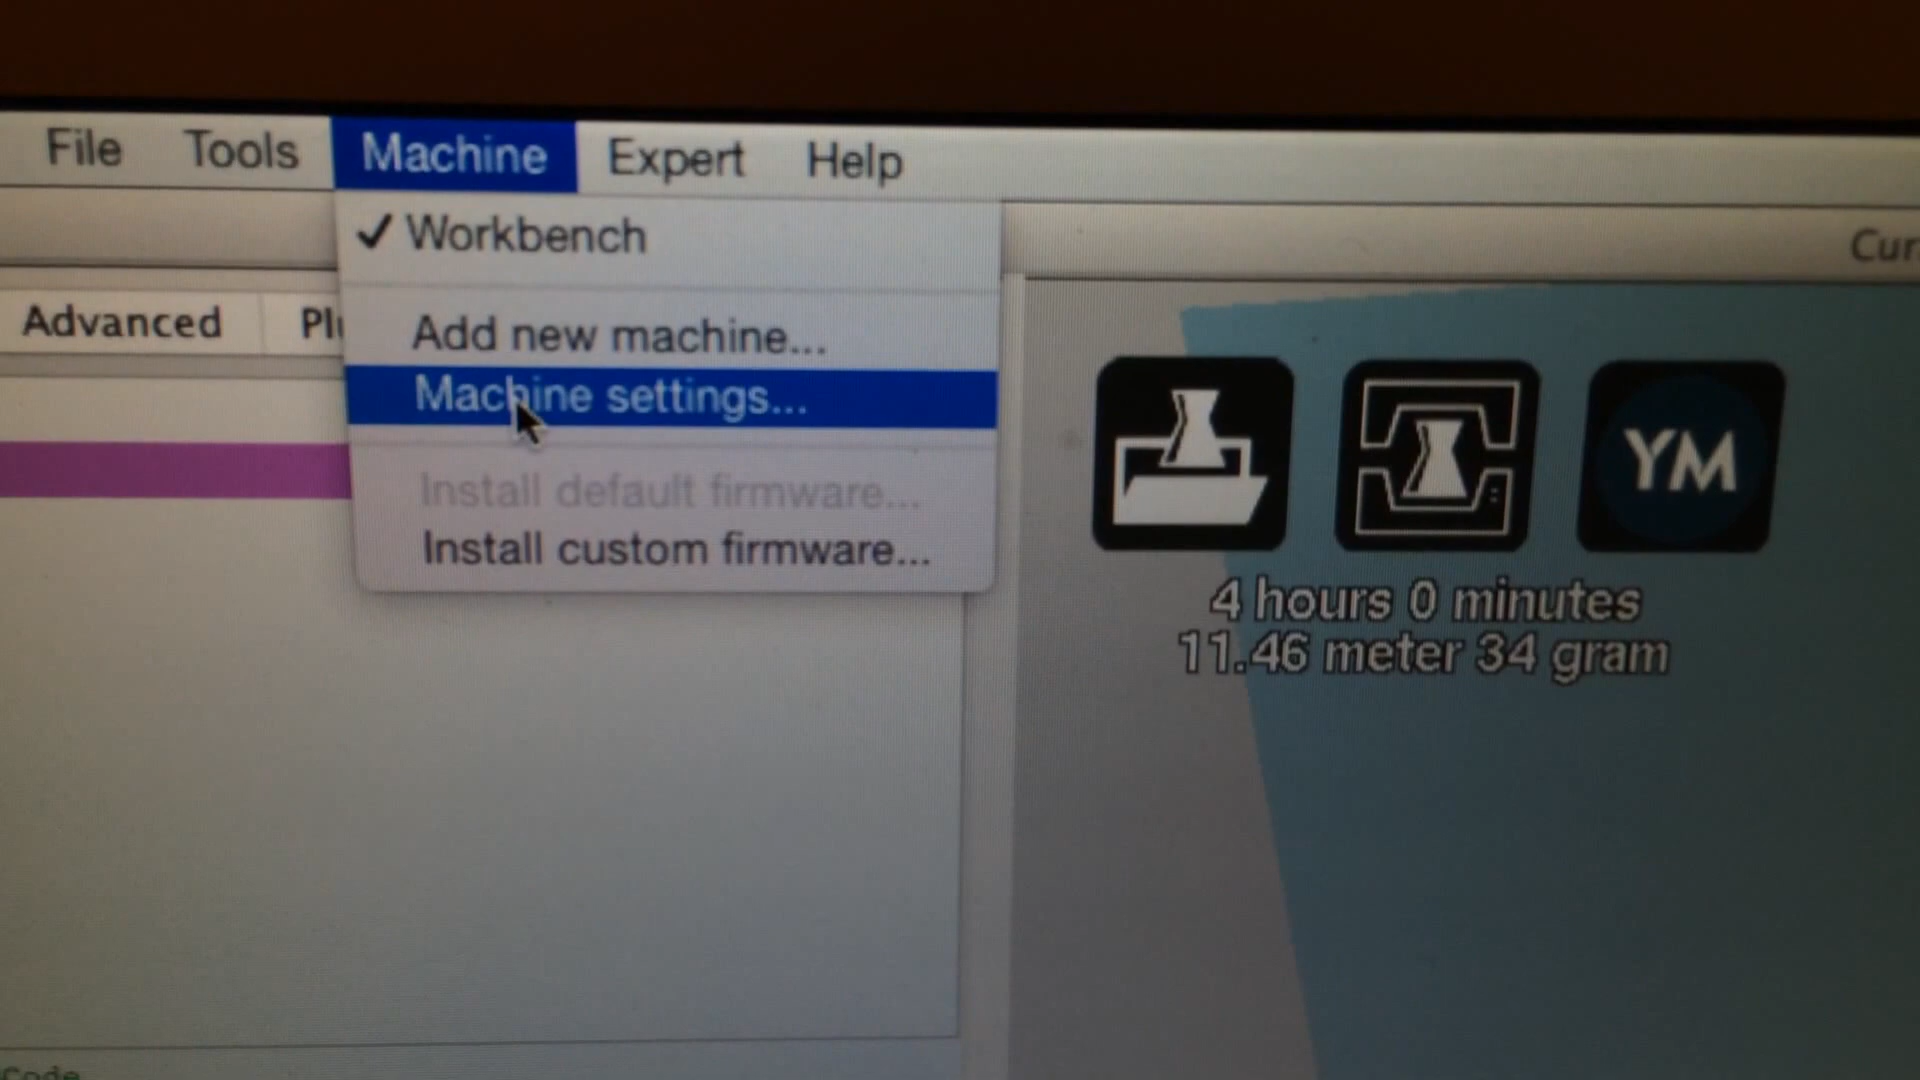 File Tools Machine Expert Help
✓ Workbench
Advanced
Add new machine...
Machine settings...
Install default firmware...
Install custom firmware...
YM
4 hours 0 minutes
11.46 meter 34 gram